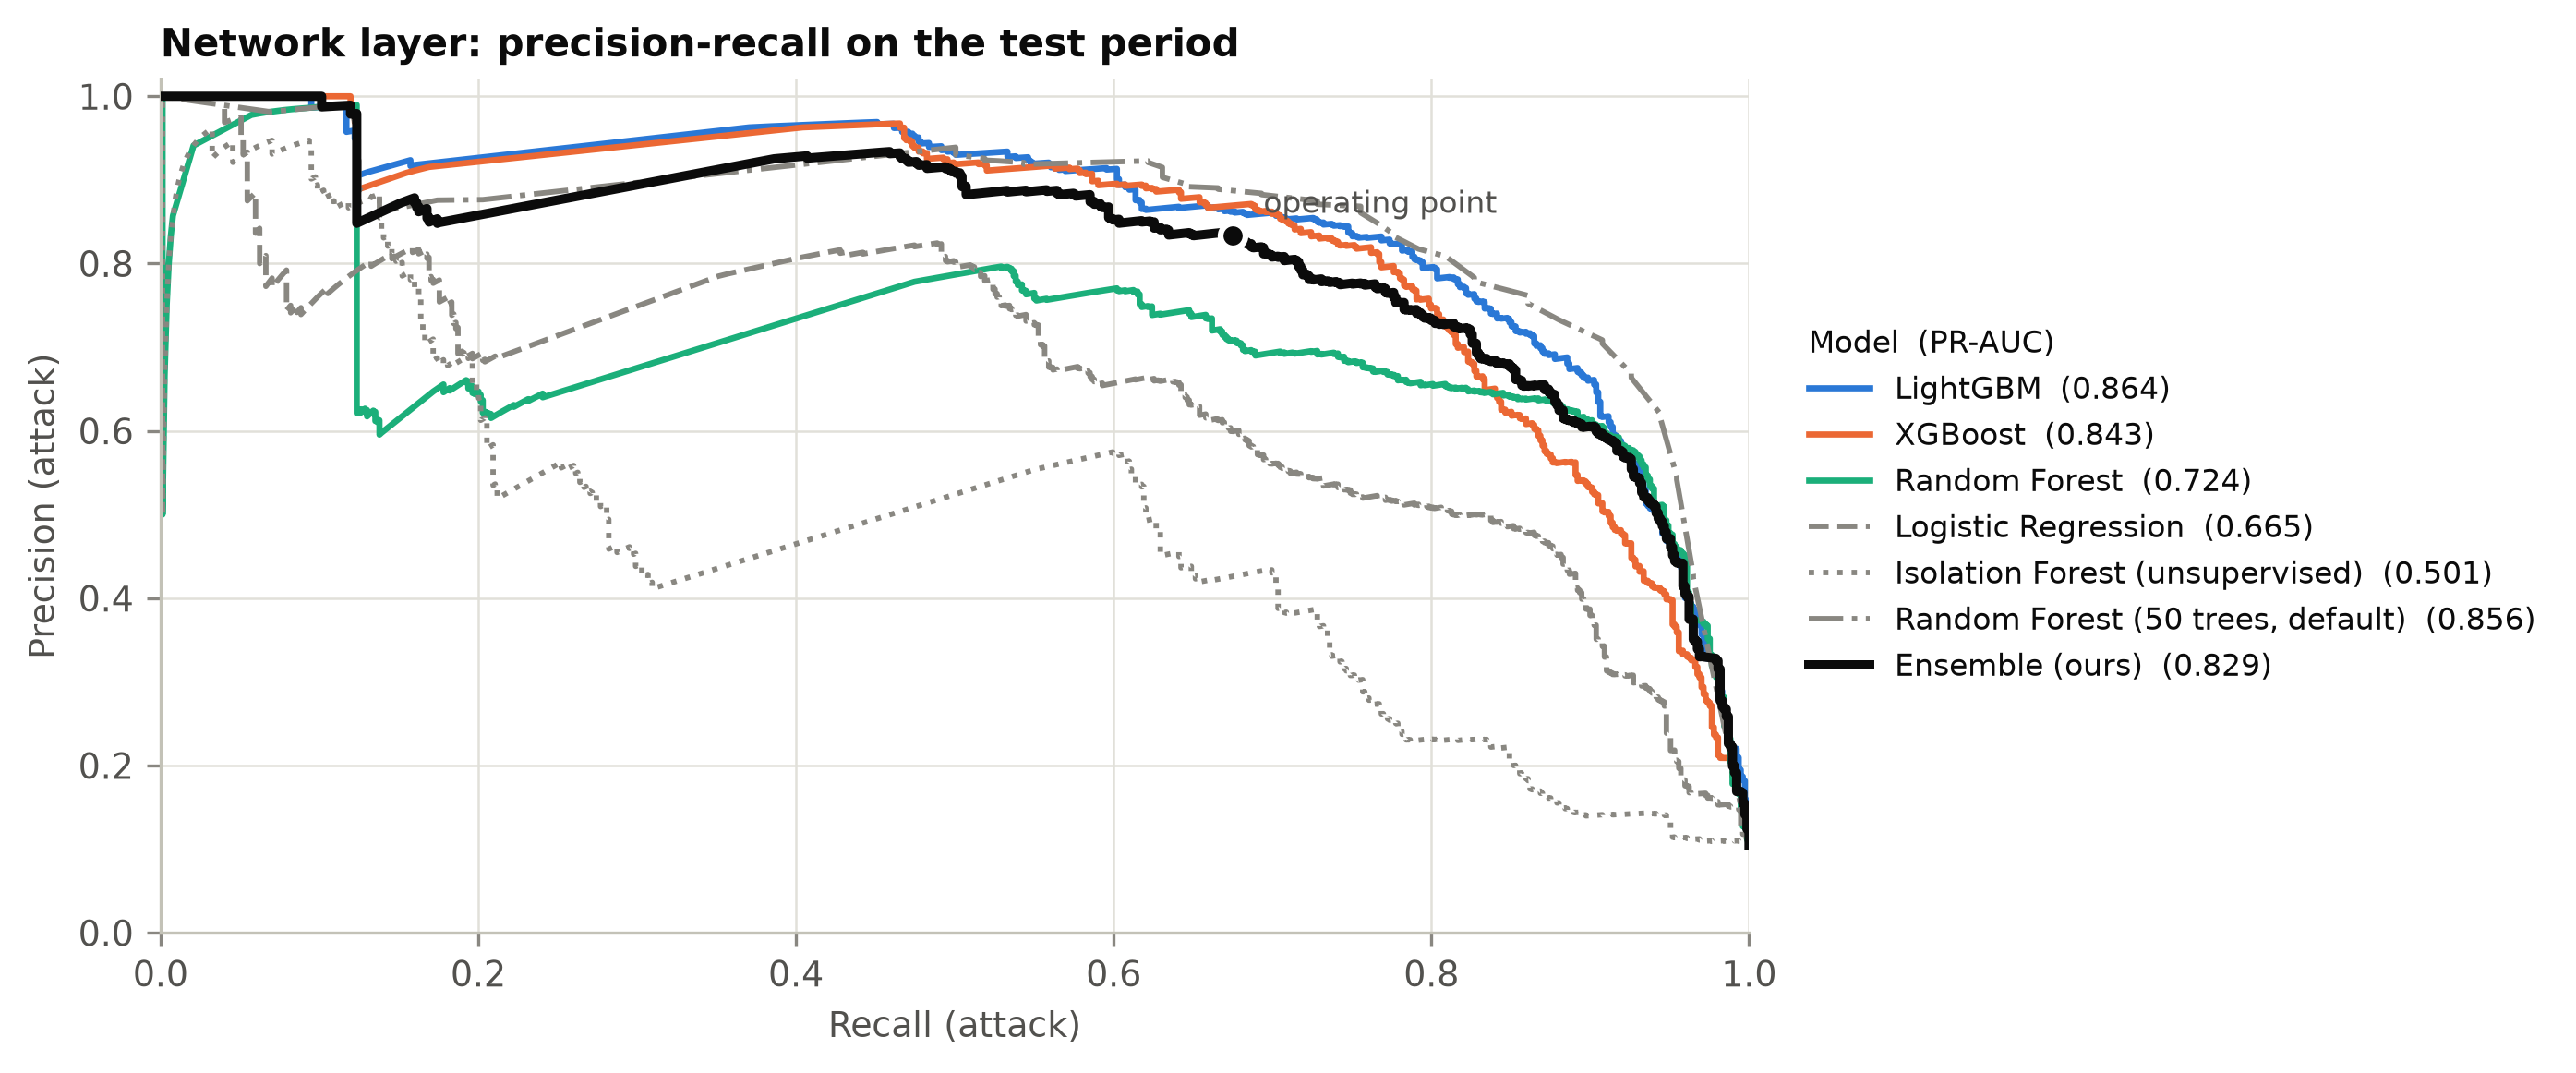 Network layer: precision-recall on the test period
Precision (attack)
1.0
0.8
0.6
0.4
0.2
0.0
operating point
0.0 0.2 0.4 0.6 0.8 1.0
Recall (attack)
Model (PR-AUC)
LightGBM (0.864)
XGBoost (0.843)
Random Forest (0.724)
Logistic Regression (0.665)
Isolation Forest (unsupervised) (0.501)
Random Forest (50 trees, default) (0.856)
Ensemble (ours) (0.829)